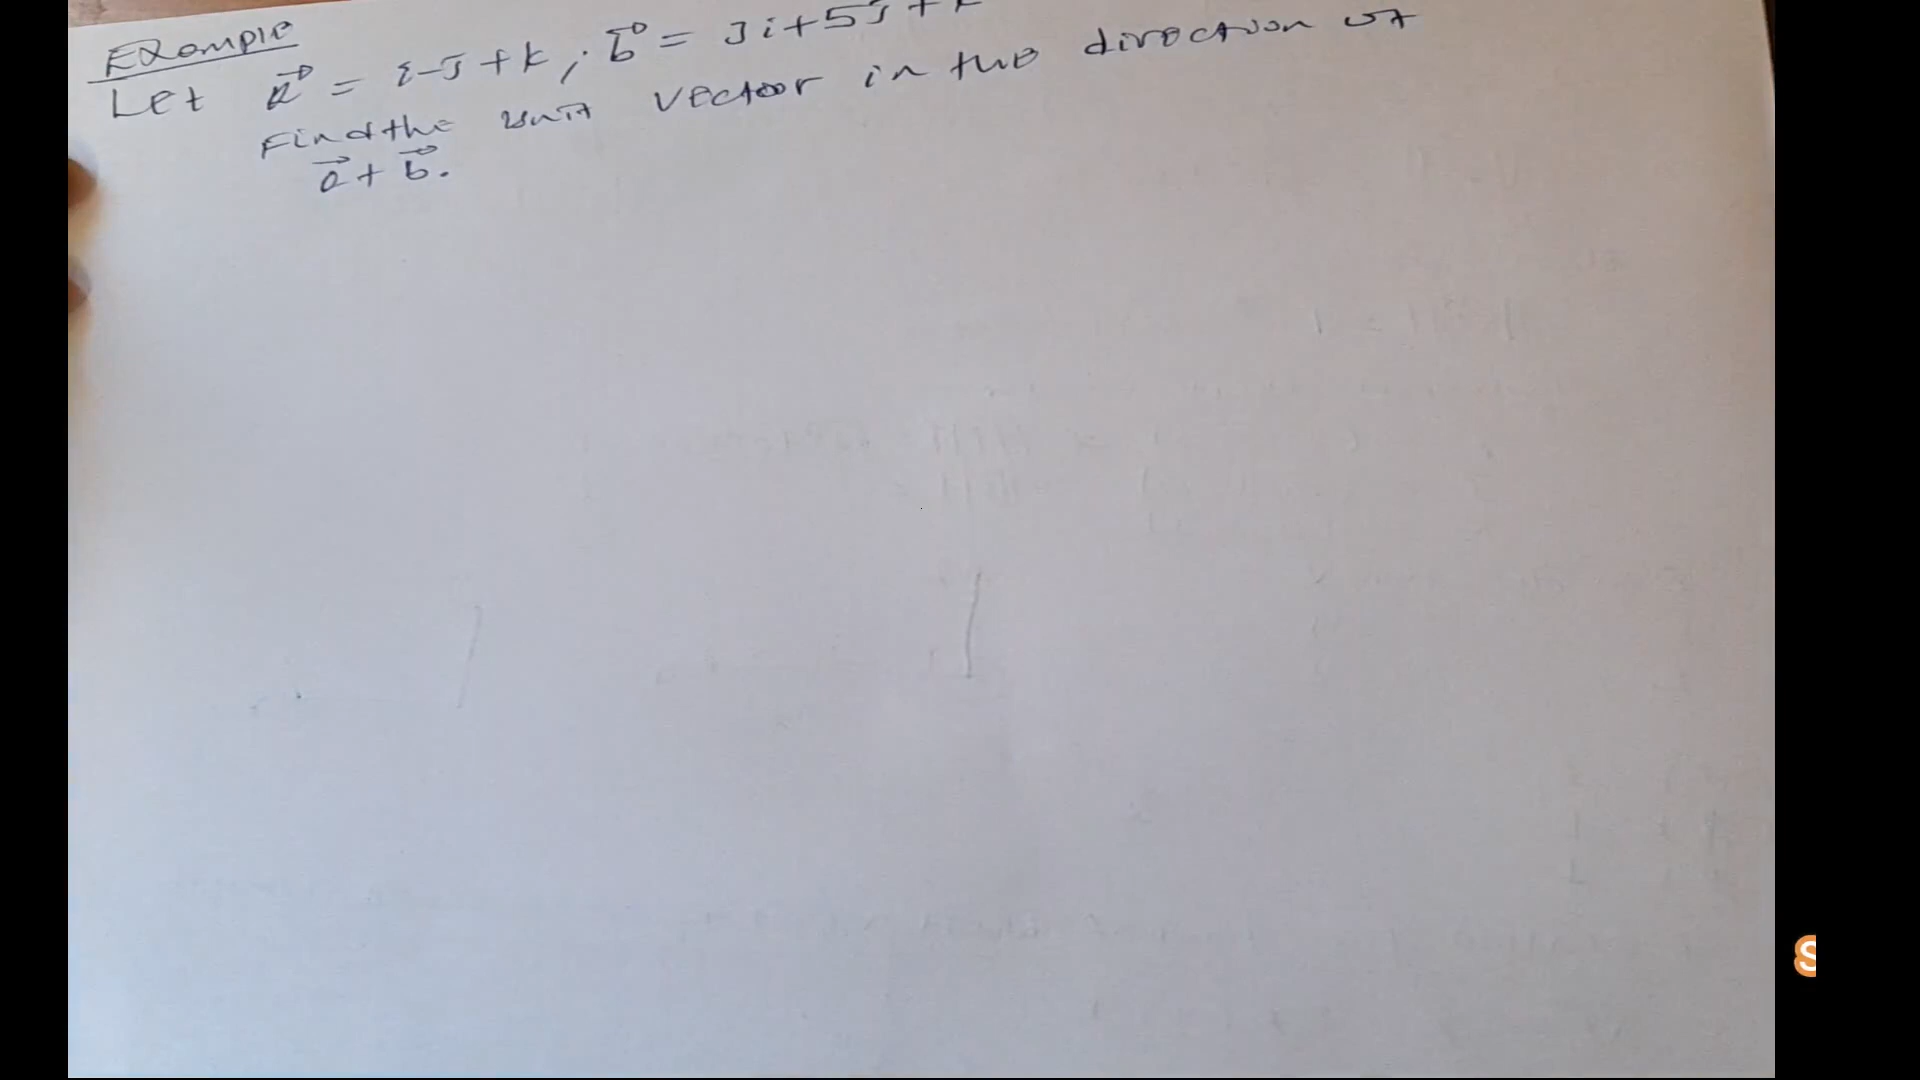 Example
Let a⃗ = i-J+k; b⃗ = 3i+5J+k
Find the unit vector in the direction of
a⃗ + b⃗.
S